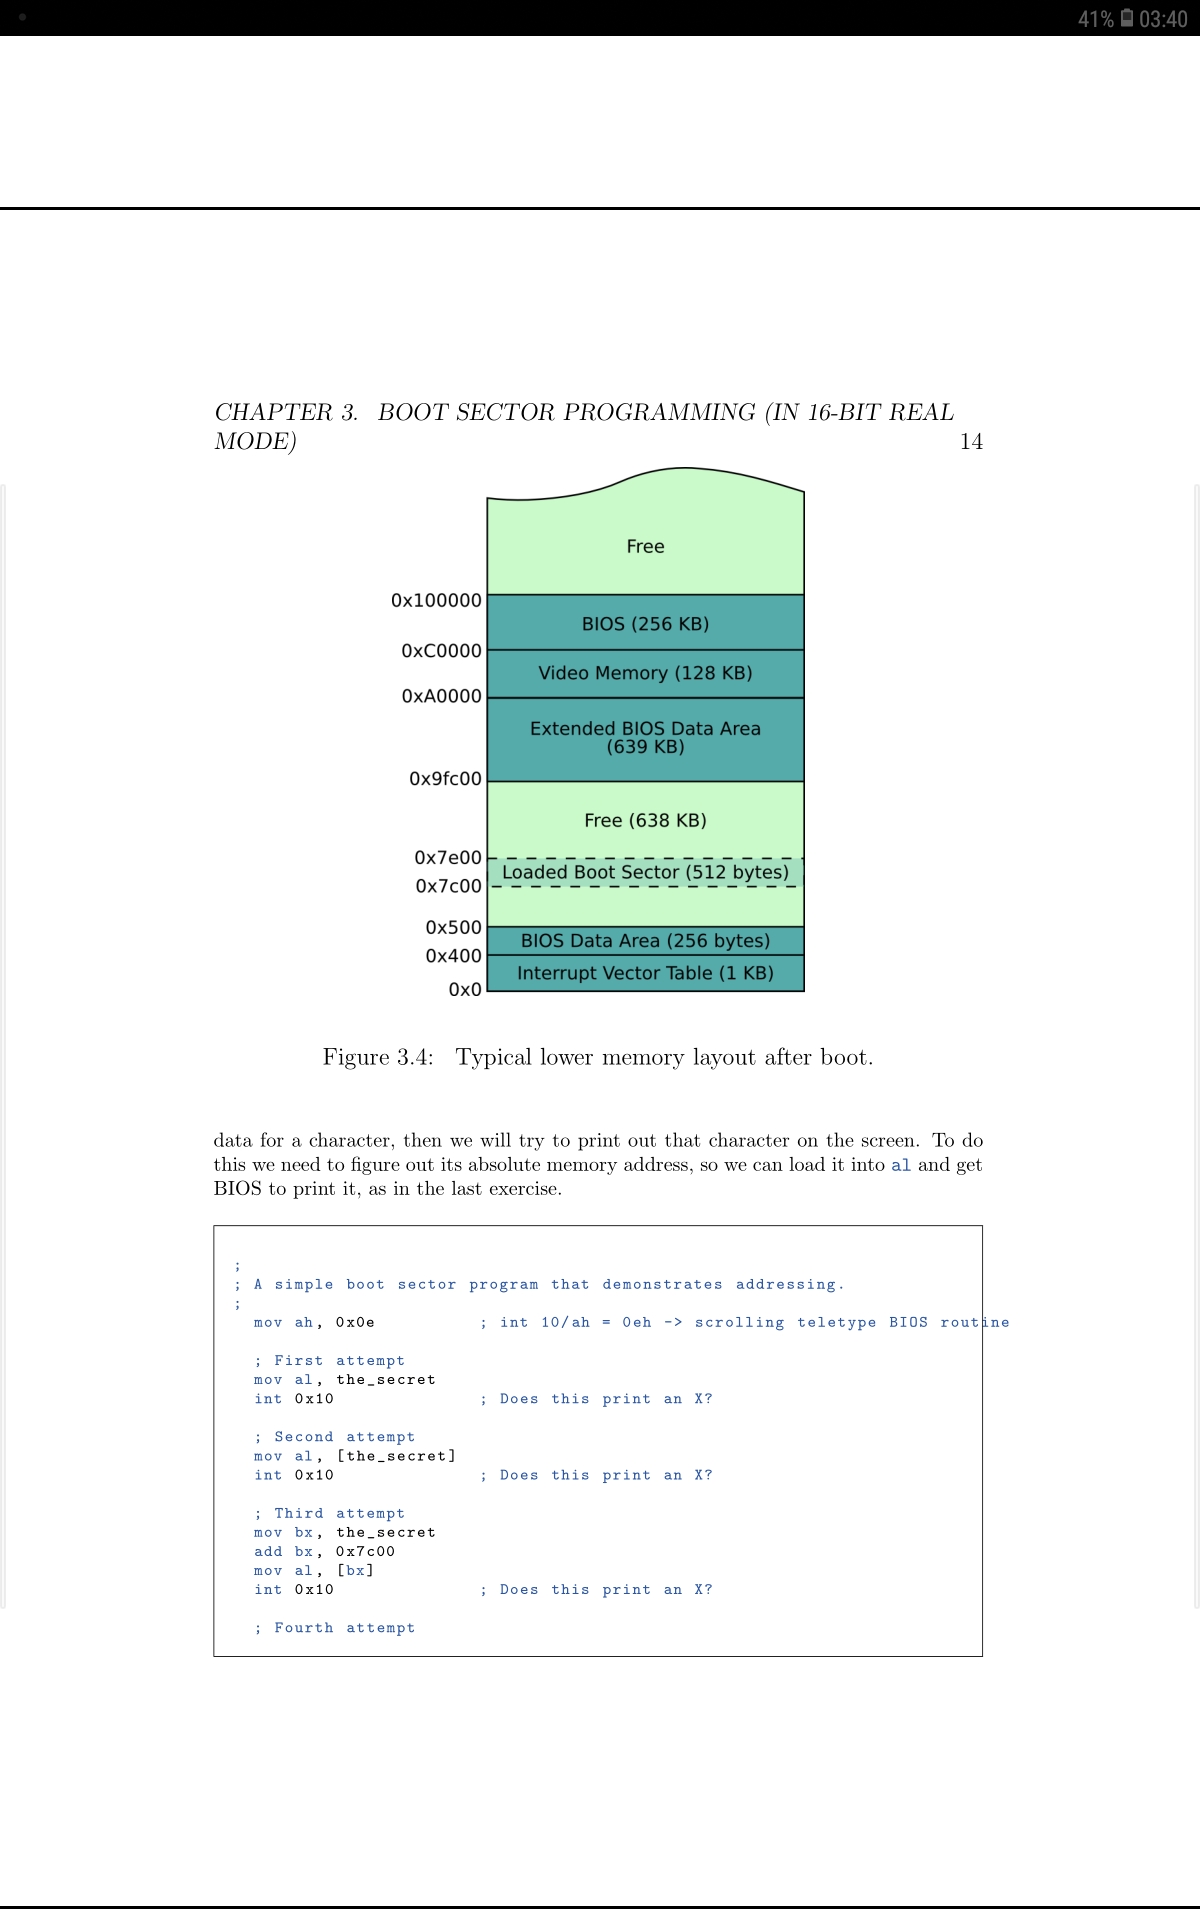 41% 03:40
CHAPTER 3. BOOT SECTOR PROGRAMMING (IN 16-BIT REAL
MODE) 14
Free
0x100000
BIOS (256 KB)
0xC0000
Video Memory (128 KB)
0xA0000
Extended BIOS Data Area
(639 KB)
0x9fc00
Free (638 KB)
0x7e00
Loaded Boot Sector (512 bytes)
0x7c00
0x500
BIOS Data Area (256 bytes)
0x400
Interrupt Vector Table (1 KB)
0x0
Figure 3.4: Typical lower memory layout after boot.
data for a character, then we will try to print out that character on the screen. To do
this we need to figure out its absolute memory address, so we can load it into al and get
BIOS to print it, as in the last exercise.
;
; A simple boot sector program that demonstrates addressing.
;
mov ah, 0x0e ; int 10/ah = 0eh -> scrolling teletype BIOS routine
; First attempt
mov al, the_secret
int 0x10 ; Does this print an X?
; Second attempt
mov al, [the_secret]
int 0x10 ; Does this print an X?
; Third attempt
mov bx, the_secret
add bx, 0x7c00
mov al, [bx]
int 0x10 ; Does this print an X?
; Fourth attempt